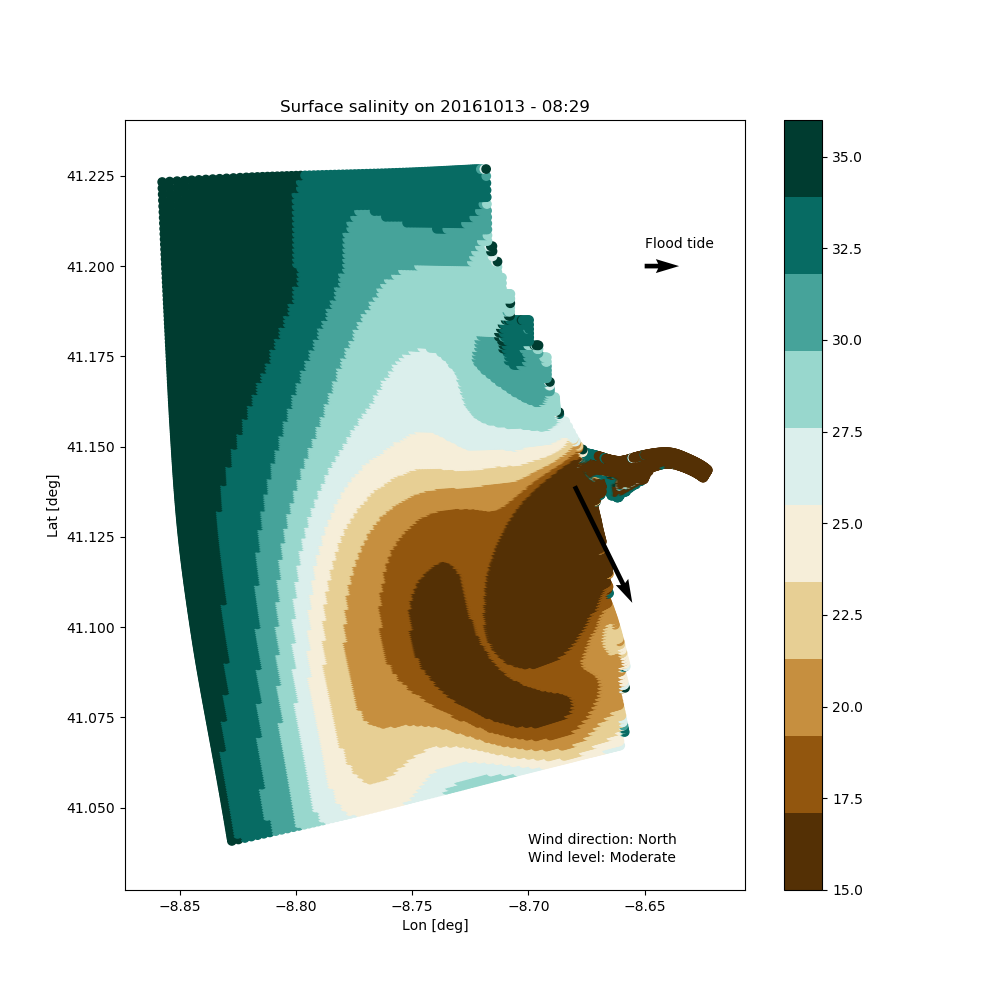 Surface salinity on 20161013 - 08:29
41.225
41.200
41.175
41.150
41.125
41.100
41.075
41.050
Lat [deg]
Flood tide
Wind direction: North
Wind level: Moderate
−8.85 −8.80 −8.75 −8.70 −8.65
Lon [deg]
35.0
32.5
30.0
27.5
25.0
22.5
20.0
17.5
15.0